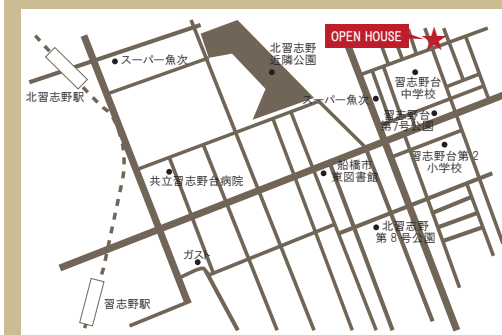 OPEN HOUSE
スーパー魚次
北習志野
近隣公園
北習志野駅
習志野台
中学校
スーパー魚次
習志野台
第7号公園
習志野台第2
小学校
船橋市
東図書館
共立習志野台病院
北習志野
第8号公園
ガスト
習志野駅